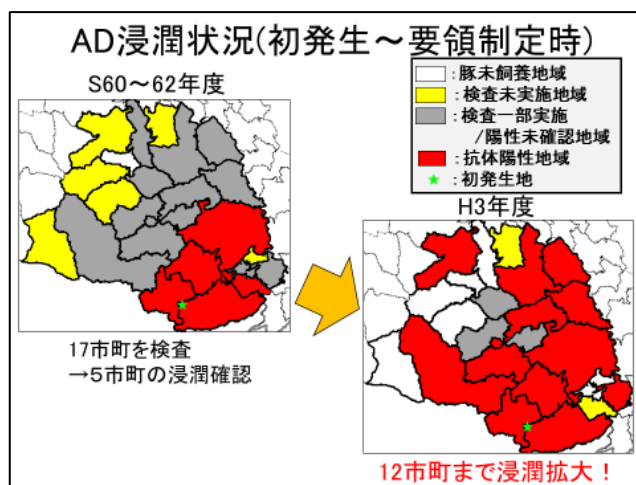 AD浸潤状況(初発生～要領制定時)
S60～62年度
:豚未飼養地域
:検査未実施地域
:検査一部実施
/陽性未確認地域
:抗体陽性地域
:初発生地
H3年度
17市町を検査
→5市町の浸潤確認
12市町まで浸潤拡大！